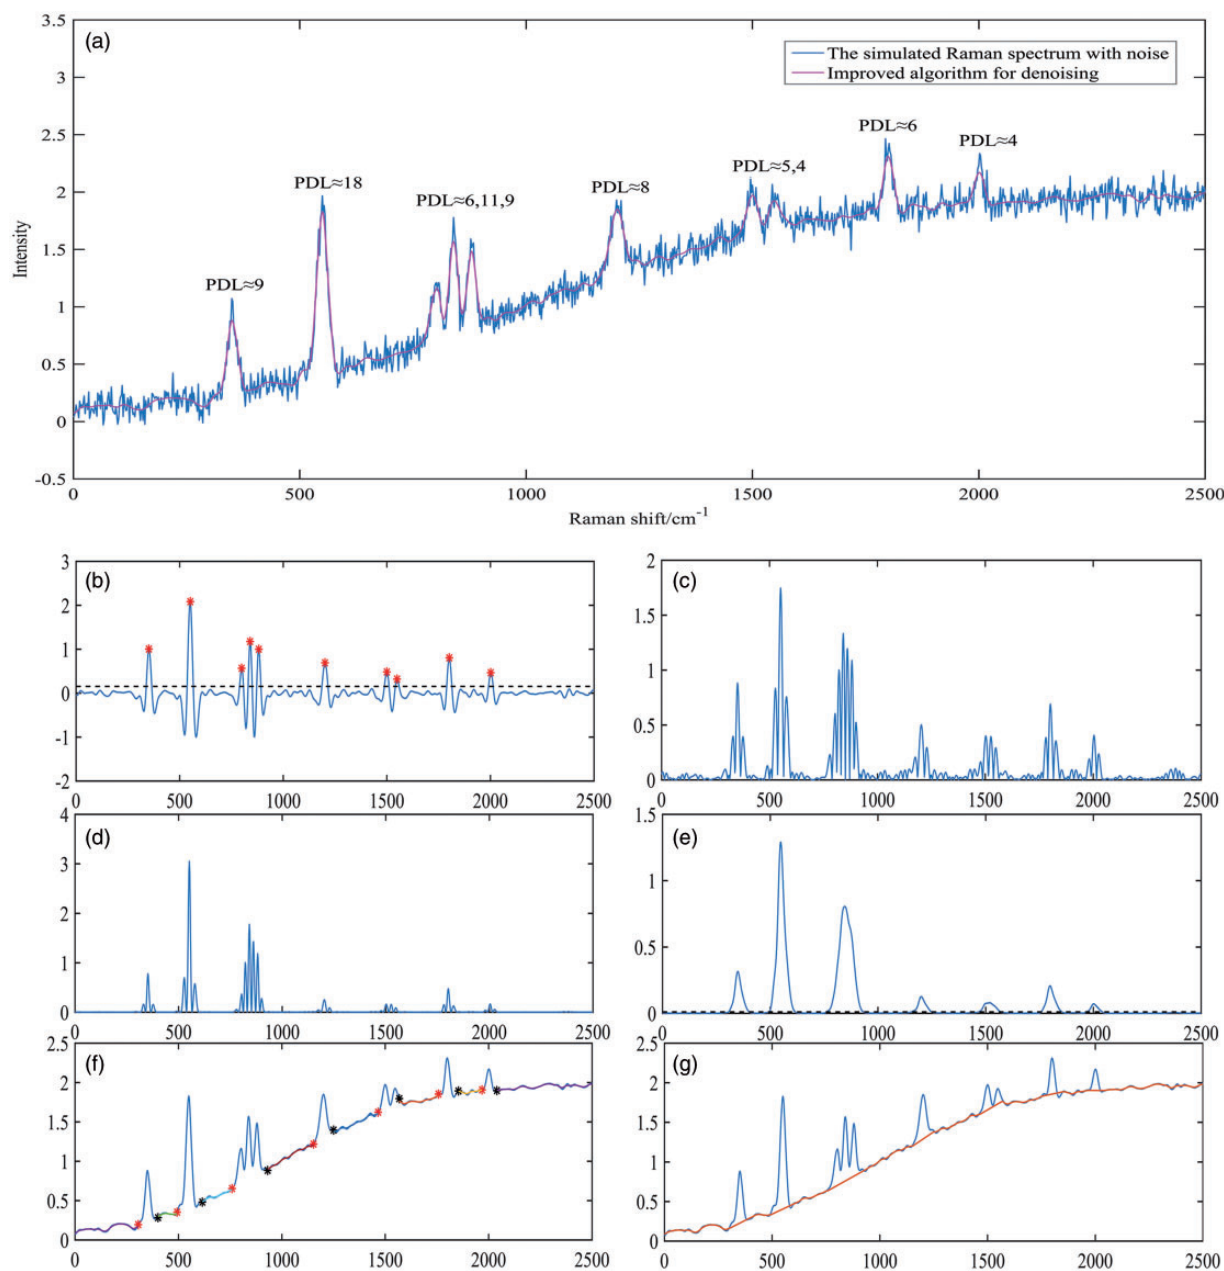 (a)
The simulated Raman spectrum with noise
Improved algorithm for denoising
3.5
3
2.5
2
1.5
1
0.5
0
-0.5
Intensity
PDL≈9
PDL≈18
PDL≈6,11,9
PDL≈8
PDL≈5,4
PDL≈6
PDL≈4
0 500 1000 1500 2000 2500
Raman shift/cm⁻¹
(b)
3
2
1
0
-1
-2
0 500 1000 1500 2000 2500
(c)
2
1.5
1
0.5
0
0 500 1000 1500 2000 2500
(d)
4
3
2
1
0
0 500 1000 1500 2000 2500
(e)
1.5
1
0.5
0
0 500 1000 1500 2000 2500
(f)
2.5
2
1.5
1
0.5
0
0 500 1000 1500 2000 2500
(g)
2.5
2
1.5
1
0.5
0
0 500 1000 1500 2000 2500